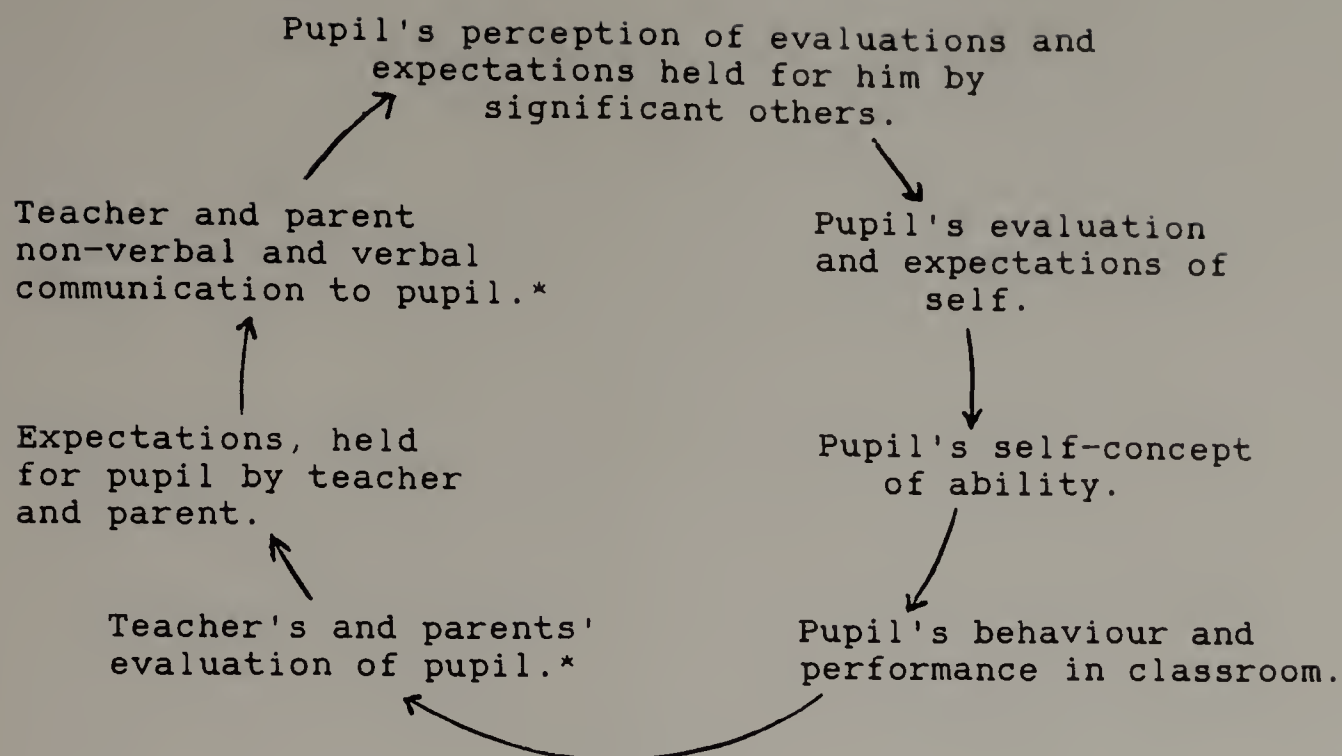 Pupil's perception of evaluations and
expectations held for him by
significant others.
Pupil's evaluation
and expectations of
self.
Pupil's self-concept
of ability.
Pupil's behaviour and
performance in classroom.
Teacher's and parents'
evaluation of pupil.*
Expectations, held
for pupil by teacher
and parent.
Teacher and parent
non-verbal and verbal
communication to pupil.*